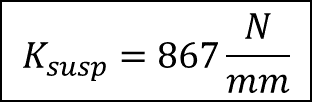 K_susp = 867 N/mm